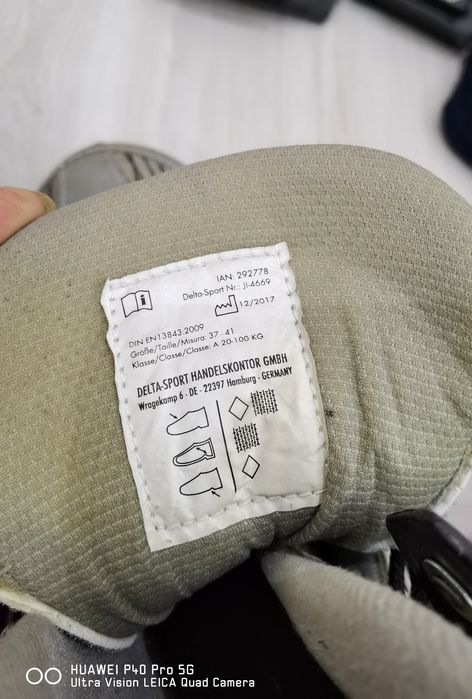 IAN: 292778
Delta-Sport Nr.: JI-4669
12/2017
DIN EN13843:2009
Größe/Taille/Misura: 37 - 41
Klasse/Classe/Classe: A 20-100 KG
DELTA-SPORT HANDELSKONTOR GMBH
Wragekamp 6 · DE - 22397 Hamburg · GERMANY
HUAWEI P40 Pro 5G
Ultra Vision LEICA Quad Camera